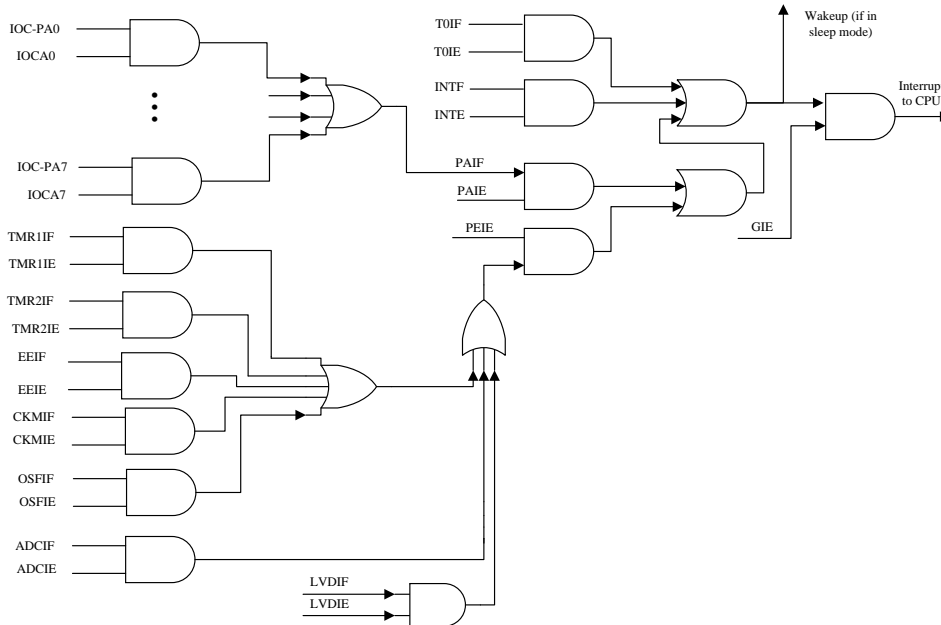 IOC-PA0
IOCA0
IOC-PA7
IOCA7
TMR1IF
TMR1IE
TMR2IF
TMR2IE
EEIF
EEIE
CKMIF
CKMIE
OSFIF
OSFIE
ADCIF
ADCIE
LVDIF
LVDIE
T0IF
T0IE
INTF
INTE
PAIF
PAIE
PEIE
GIE
Wakeup (if in
sleep mode)
Interrup
to CPU